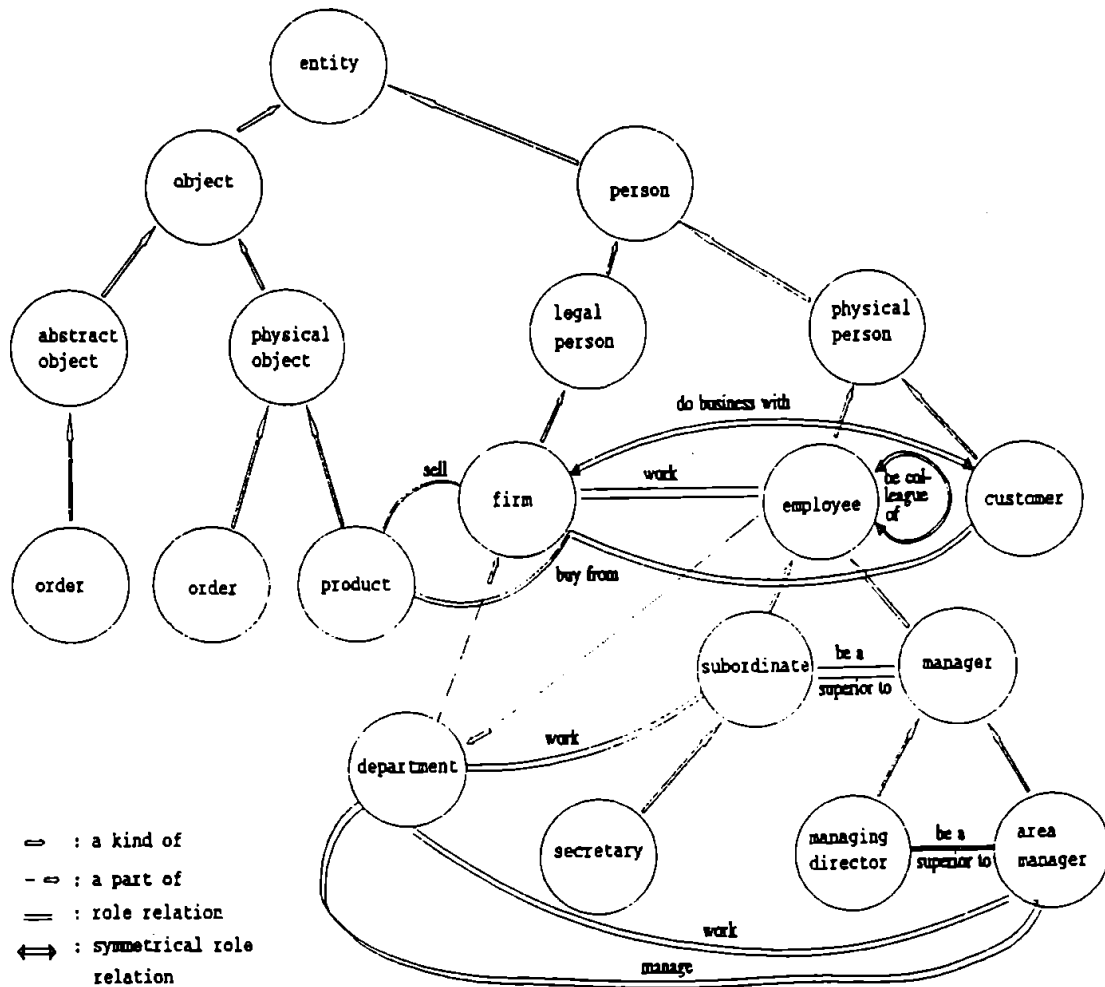 entity
object
person
abstract
object
physical
object
legal
person
physical
person
do business with
sell
firm
work
employee
be col-
league
of
customer
order
order
product
buy from
subordinate
be a
superior to
manager
department
work
secretary
managing
director
be a
superior to
area
manager
work
manage
: a kind of
: a part of
: role relation
: symmetrical role
relation